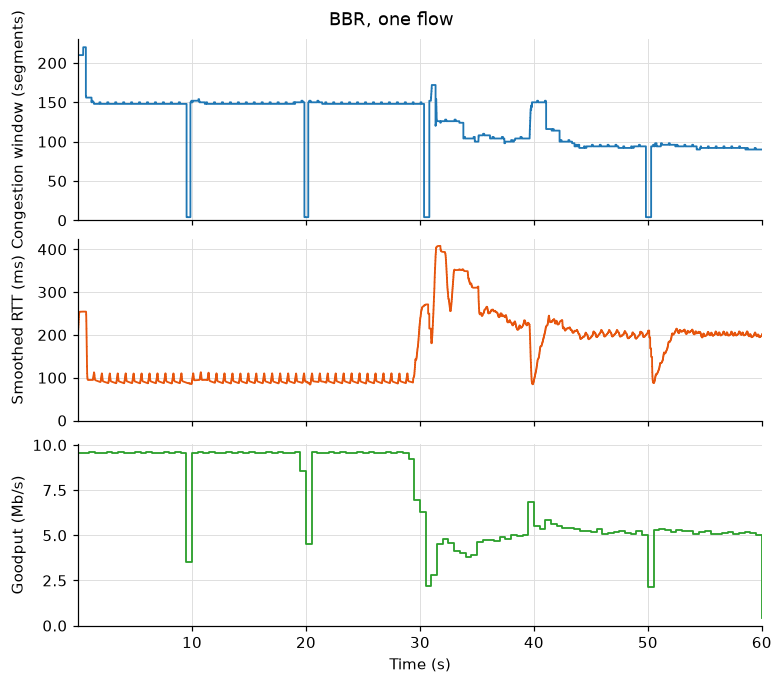 BBR, one flow
Congestion window (segments)
200
150
100
50
0
Smoothed RTT (ms)
400
300
200
100
0
Goodput (Mb/s)
10.0
7.5
5.0
2.5
0.0
10 20 30 40 50 60
Time (s)